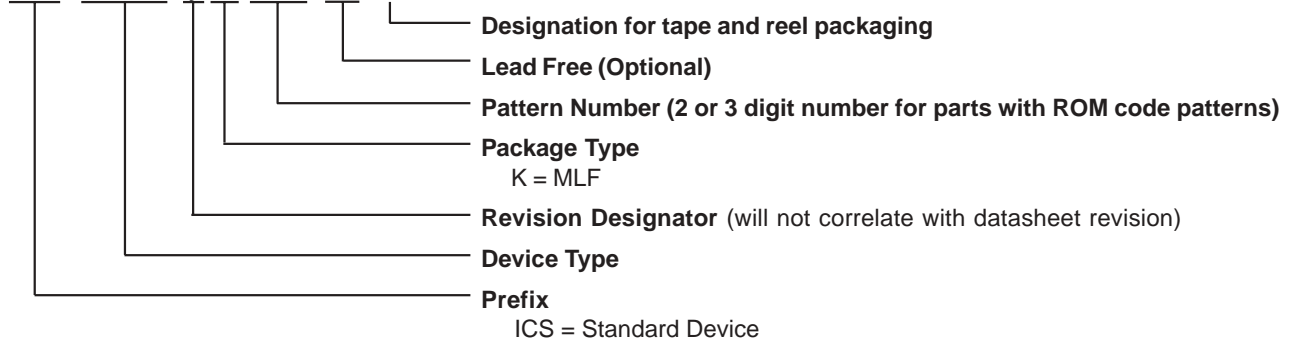 Designation for tape and reel packaging
Lead Free (Optional)
Pattern Number (2 or 3 digit number for parts with ROM code patterns)
Package Type
K = MLF
Revision Designator (will not correlate with datasheet revision)
Device Type
Prefix
ICS = Standard Device